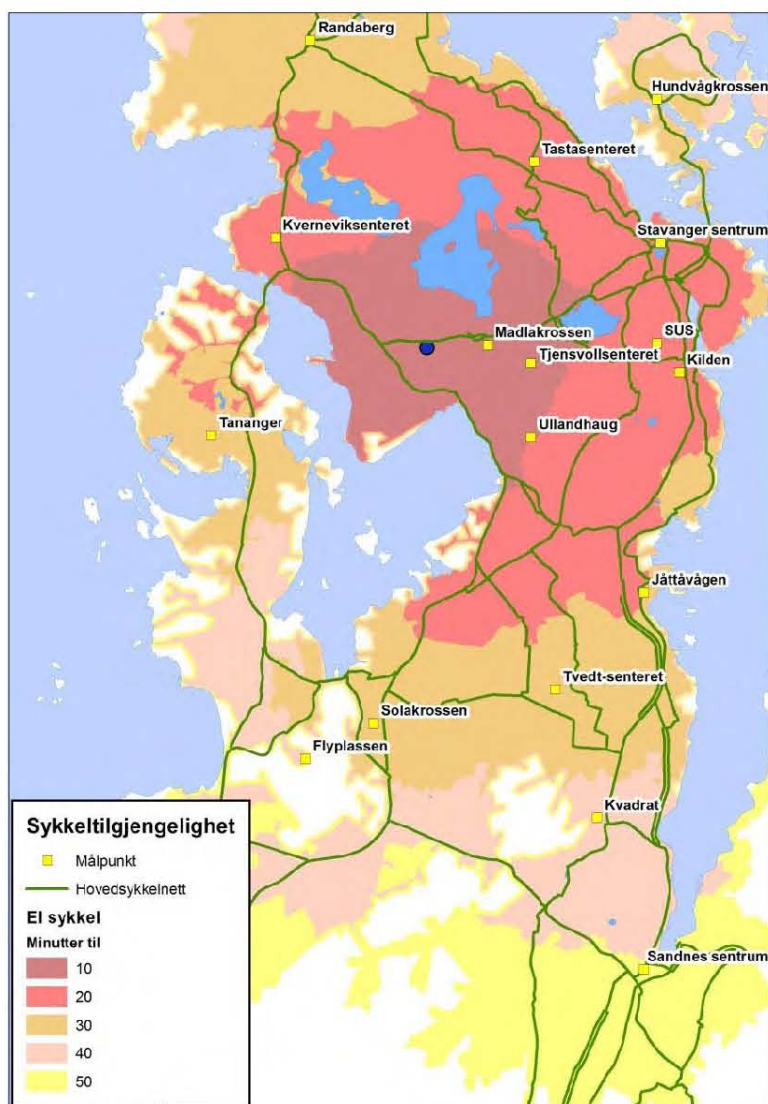 Randaberg
Hundvågkrossen
Tastasenteret
Kverneviksenteret
Stavanger sentrum
Madlakrossen
SUS
Tjensvollsenteret
Kilden
Tananger
Ullandhaug
Jåttåvågen
Tvedt-senteret
Solakrossen
Flyplassen
Kvadrat
Sandnes sentrum
Sykkeltilgjengelighet
Målpunkt
Hovedsykkelnett
El sykkel
Minutter til
10
20
30
40
50